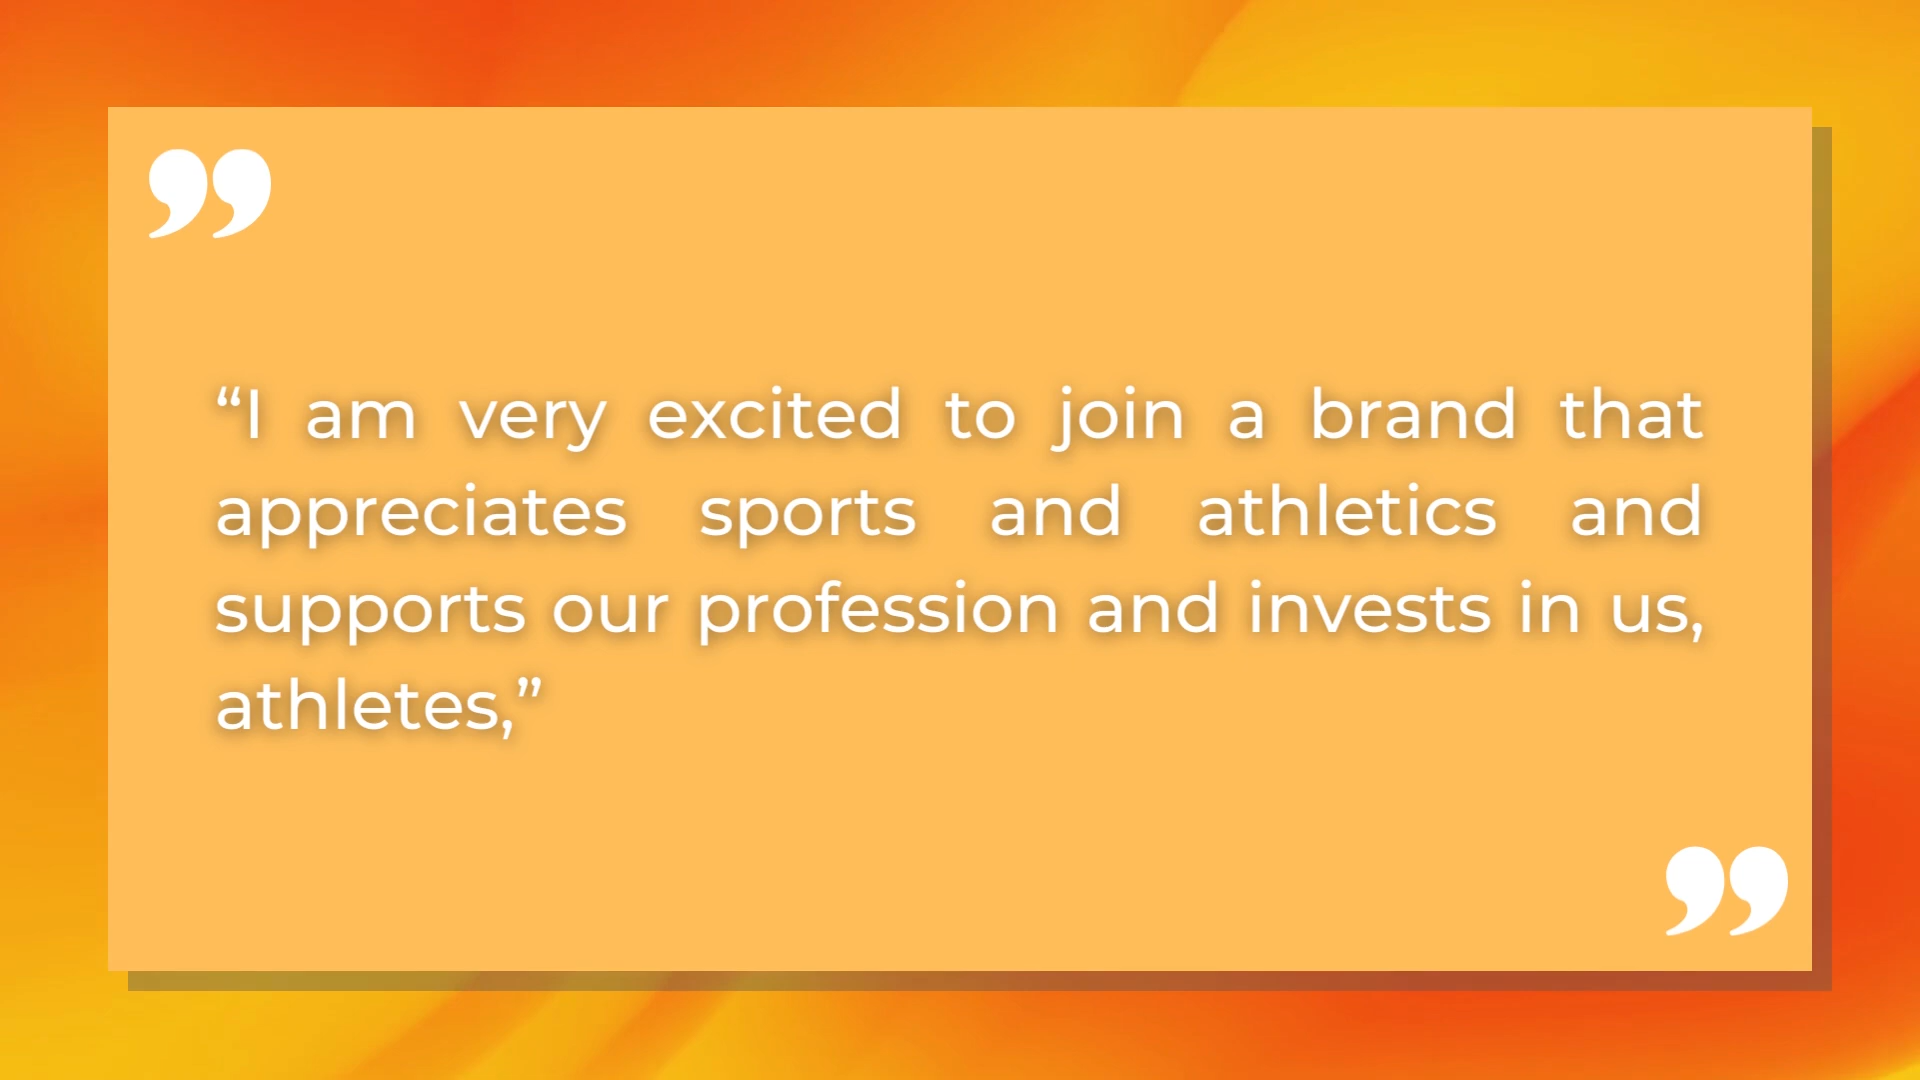 ”
“I am very excited to join a brand that
appreciates sports and athletics and
supports our profession and invests in us,
athletes,”
”